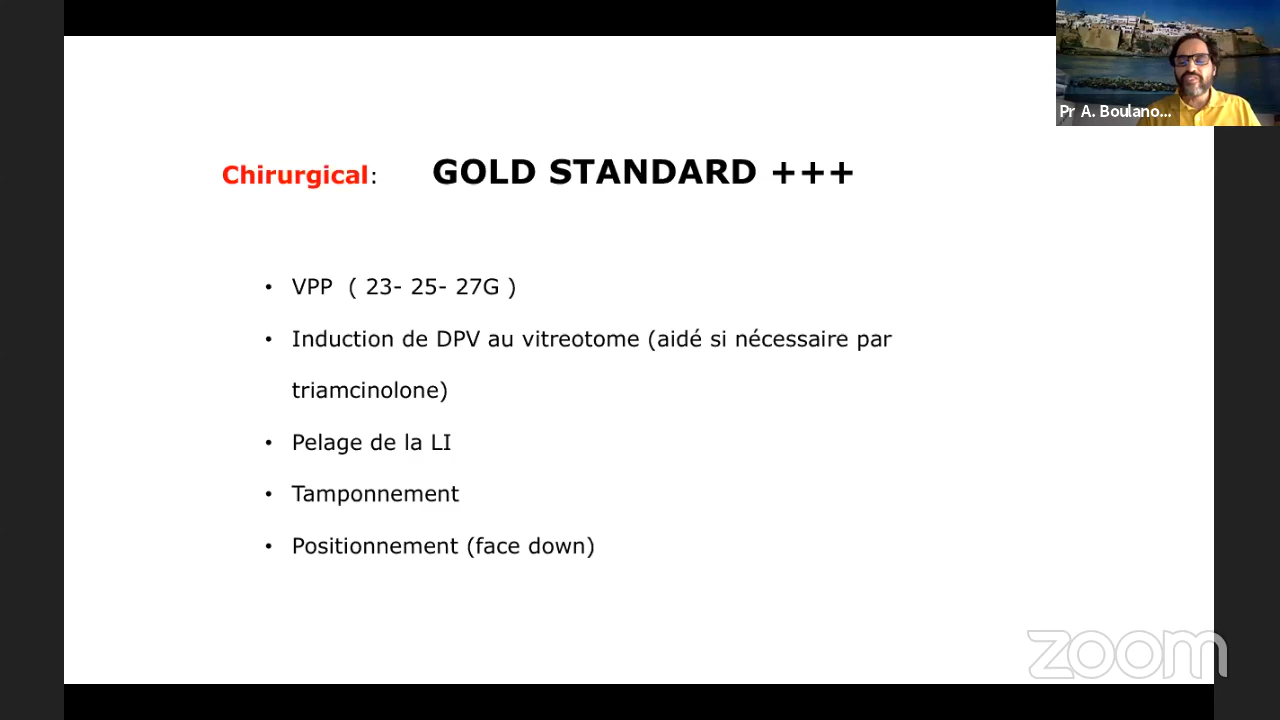 Pr A. Boulano...
Chirurgical: GOLD STANDARD +++
• VPP ( 23- 25- 27G )
• Induction de DPV au vitreotome (aidé si nécessaire par
triamcinolone)
• Pelage de la LI
• Tamponnement
• Positionnement (face down)
zoom